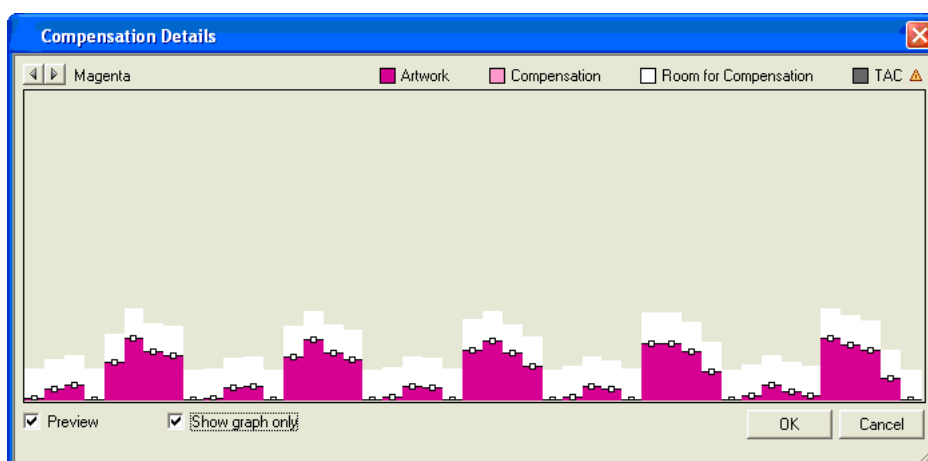 Compensation Details
Magenta Artwork Compensation Room for Compensation TAC
Preview Show graph only OK Cancel